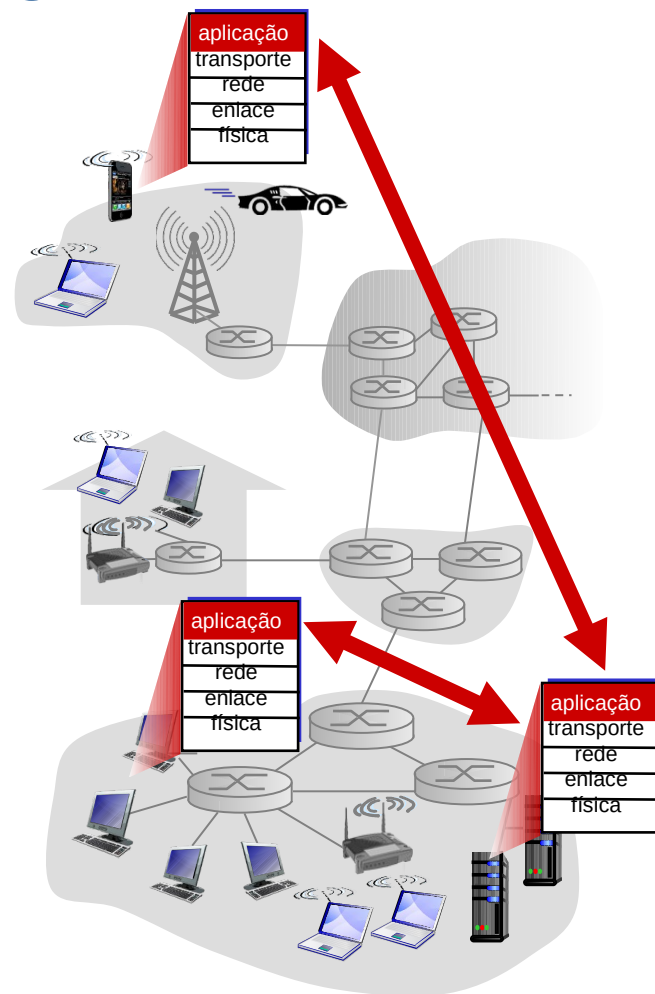 aplicação
transporte
rede
enlace
física
aplicação
transporte
rede
enlace
física
aplicação
transporte
rede
enlace
física